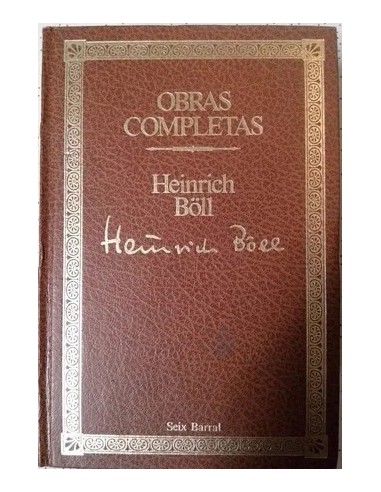 OBRAS
COMPLETAS
Heinrich
Böll
Heinrich Böll
Seix Barral